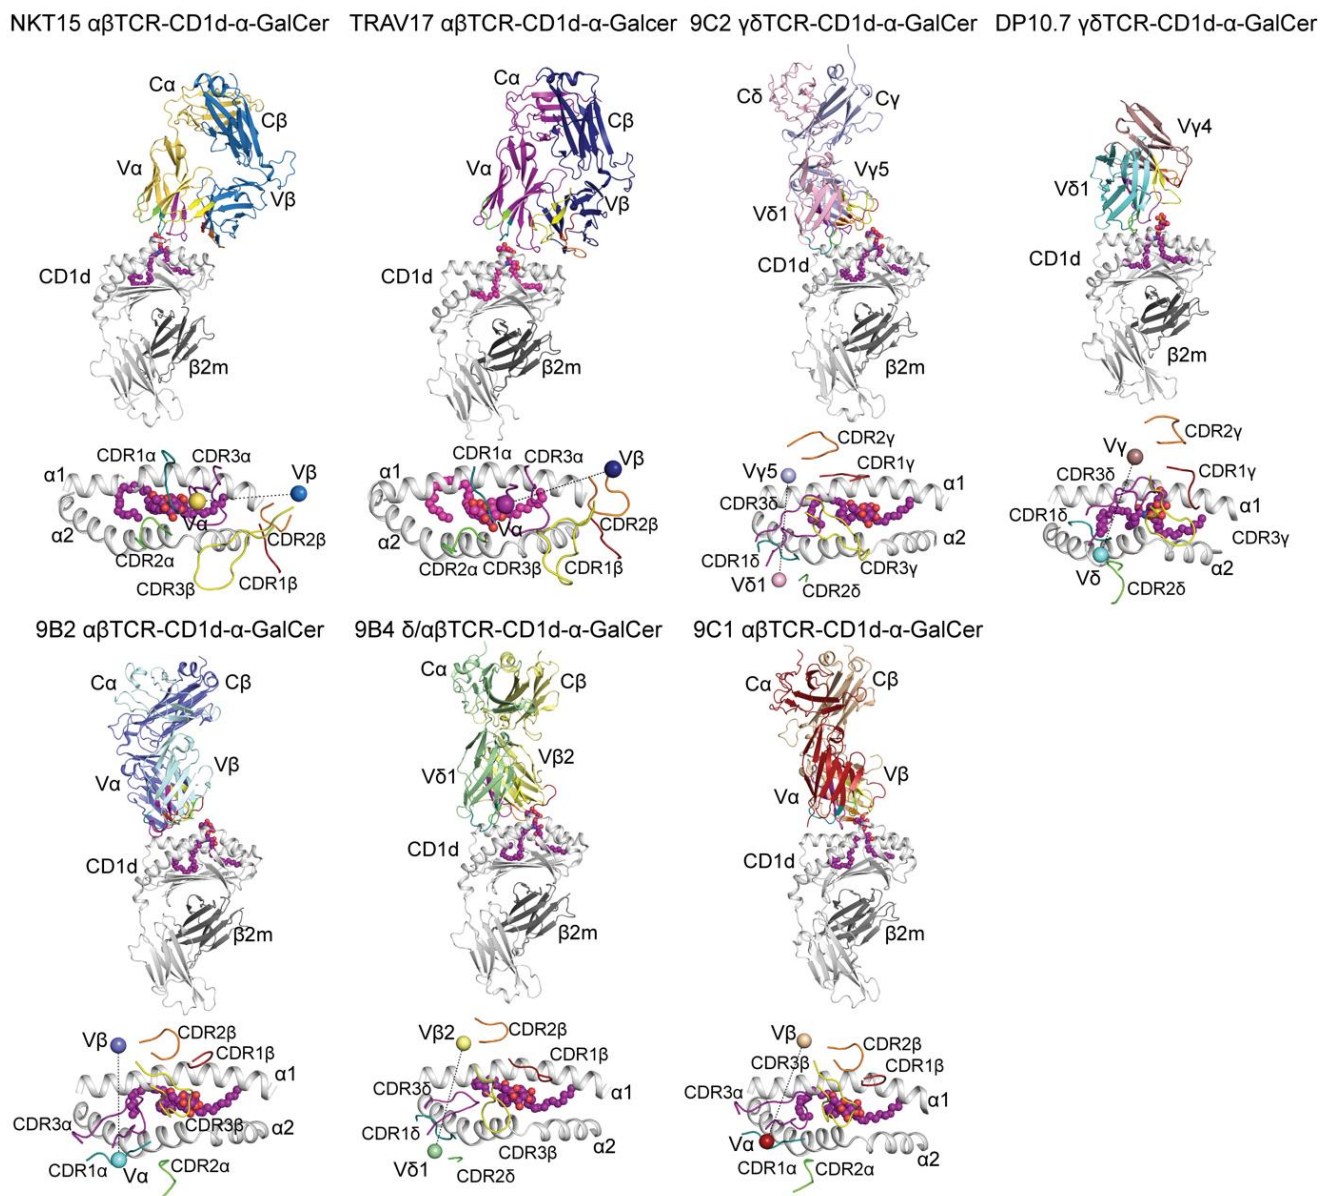 NKT15 αβTCR-CD1d-α-GalCer
TRAV17 αβTCR-CD1d-α-Galcer
9C2 γδTCR-CD1d-α-GalCer
DP10.7 γδTCR-CD1d-α-GalCer
Cα
Cβ
Vα
Vβ
CD1d
β2m
Cα
Cβ
Vα
Vβ
CD1d
β2m
Cδ
Cγ
Vγ5
Vδ1
CD1d
β2m
Vγ4
Vδ1
CD1d
β2m
CDR1α
CDR3α
Vβ
α1
Vα
α2
CDR2α
CDR2β
CDR3β
CDR1β
CDR1α
CDR3α
Vβ
α1
Vα
α2
CDR2β
CDR2α
CDR3β
CDR1β
CDR2γ
Vγ5
CDR1γ
CDR3δ
α1
α2
CDR1δ
CDR3γ
Vδ1
CDR2δ
CDR2γ
Vγ
CDR3δ
CDR1γ
α1
CDR1δ
CDR3γ
Vδ
α2
CDR2δ
9B2 αβTCR-CD1d-α-GalCer
9B4 δ/αβTCR-CD1d-α-GalCer
9C1 αβTCR-CD1d-α-GalCer
Cα
Cβ
Vα
Vβ
CD1d
β2m
Cα
Cβ
Vδ1
Vβ2
CD1d
β2m
Cα
Cβ
Vα
Vβ
CD1d
β2m
Vβ
CDR2β
CDR1β
α1
CDR3α
CDR3β
α2
CDR1α
Vα
CDR2α
Vβ2
CDR2β
CDR1β
CDR3δ
α1
CDR1δ
α2
CDR3β
Vδ1
CDR2δ
Vβ
CDR2β
CDR3β
CDR1β
CDR3α
α1
Vα
α2
CDR1α
CDR2α